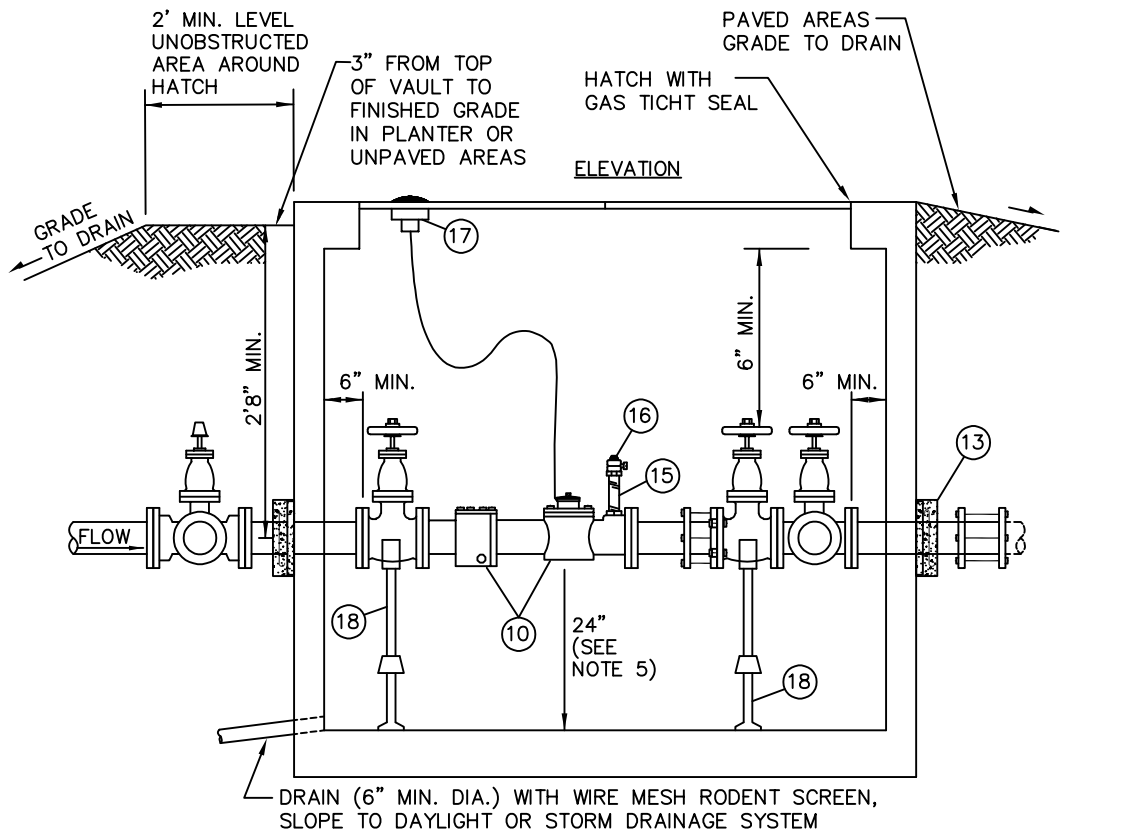 2' MIN. LEVEL
UNOBSTRUCTED
AREA AROUND
HATCH
3" FROM TOP
OF VAULT TO
FINISHED GRADE
IN PLANTER OR
UNPAVED AREAS
PAVED AREAS
GRADE TO DRAIN
HATCH WITH
GAS TICHT SEAL
ELEVATION
GRADE
TO DRAIN
17
2'8" MIN.
6" MIN.
6" MIN.
6" MIN.
16
15
13
FLOW
18
10
24"
(SEE
NOTE 5)
18
DRAIN (6" MIN. DIA.) WITH WIRE MESH RODENT SCREEN,
SLOPE TO DAYLIGHT OR STORM DRAINAGE SYSTEM